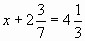 x + 2 3/7 = 4 1/3